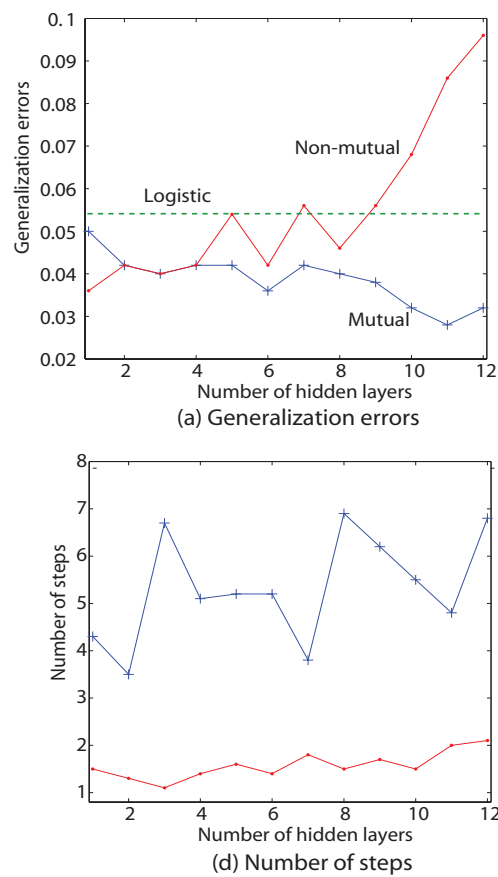 0.1
0.09
0.08
0.07
0.06
0.05
0.04
0.03
0.02
Generalization errors
Non-mutual
Logistic
Mutual
2 4 6 8 10 12
Number of hidden layers
(a) Generalization errors
8
7
6
5
4
3
2
1
Number of steps
2 4 6 8 10 12
Number of hidden layers
(d) Number of steps